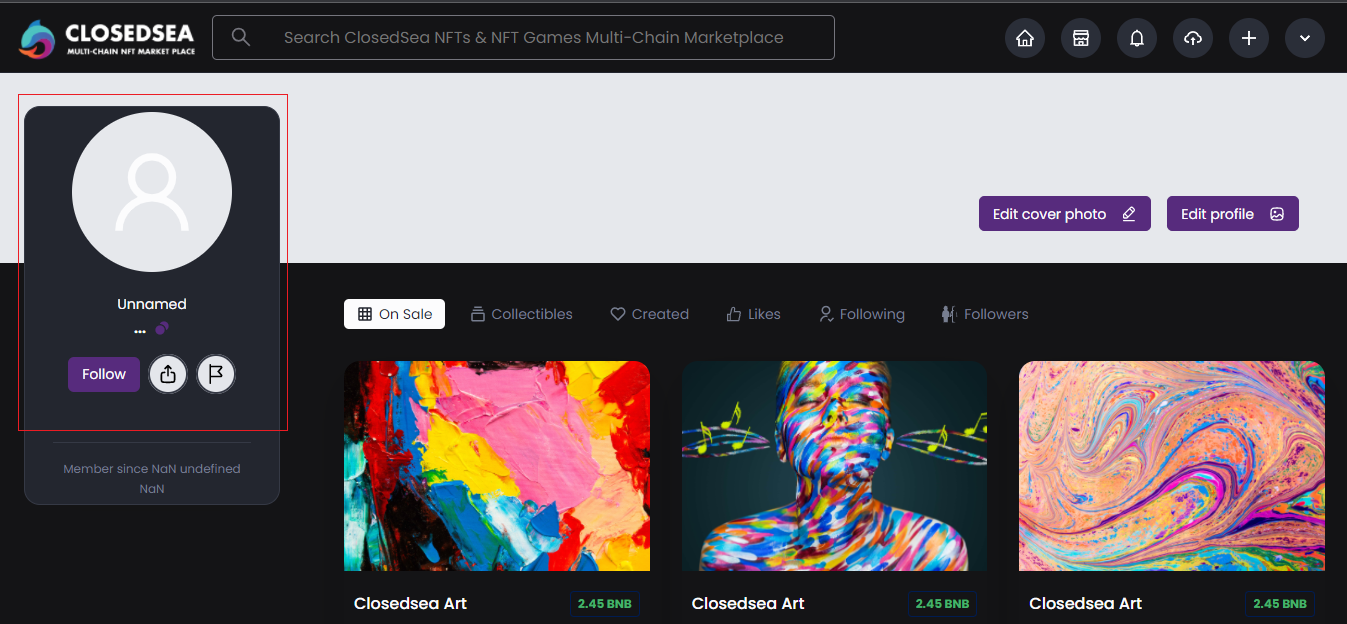 CLOSEDSEA
MULTI-CHAIN NFT MARKET PLACE
Search ClosedSea NFTs & NFT Games Multi-Chain Marketplace
Edit cover photo
Edit profile
Unnamed
...
Follow
Member since NaN undefined
NaN
On Sale Collectibles Created Likes Following Followers
Closedsea Art 2.45 BNB
Closedsea Art 2.45 BNB
Closedsea Art 2.45 BNB